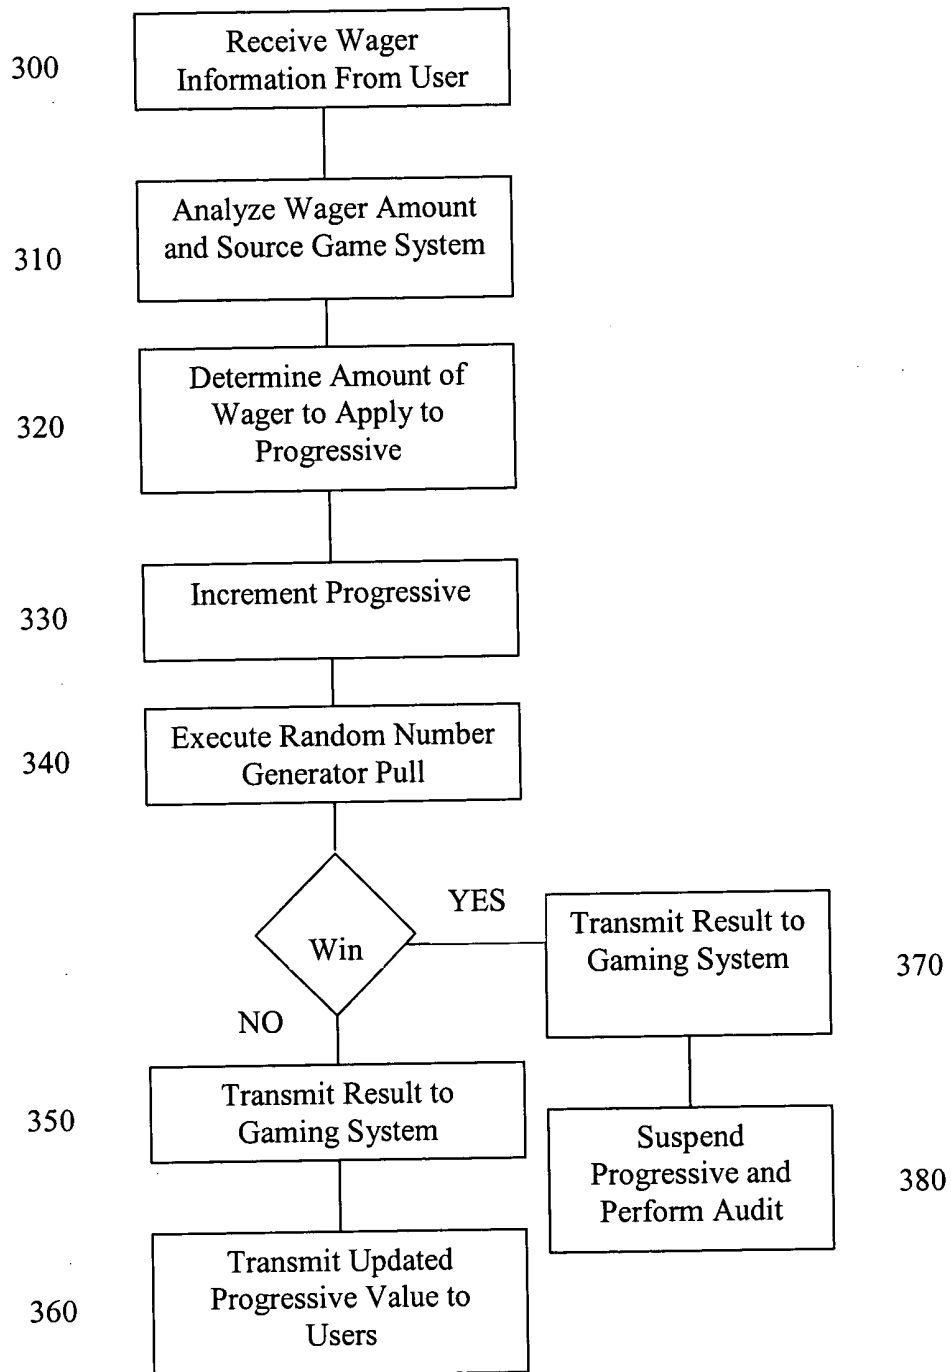 300
Receive Wager
Information From User
310
Analyze Wager Amount
and Source Game System
320
Determine Amount of
Wager to Apply to
Progressive
330
Increment Progressive
340
Execute Random Number
Generator Pull
Win
YES
NO
Transmit Result to
Gaming System
370
350
Transmit Result to
Gaming System
Suspend
Progressive and
Perform Audit
380
360
Transmit Updated
Progressive Value to
Users